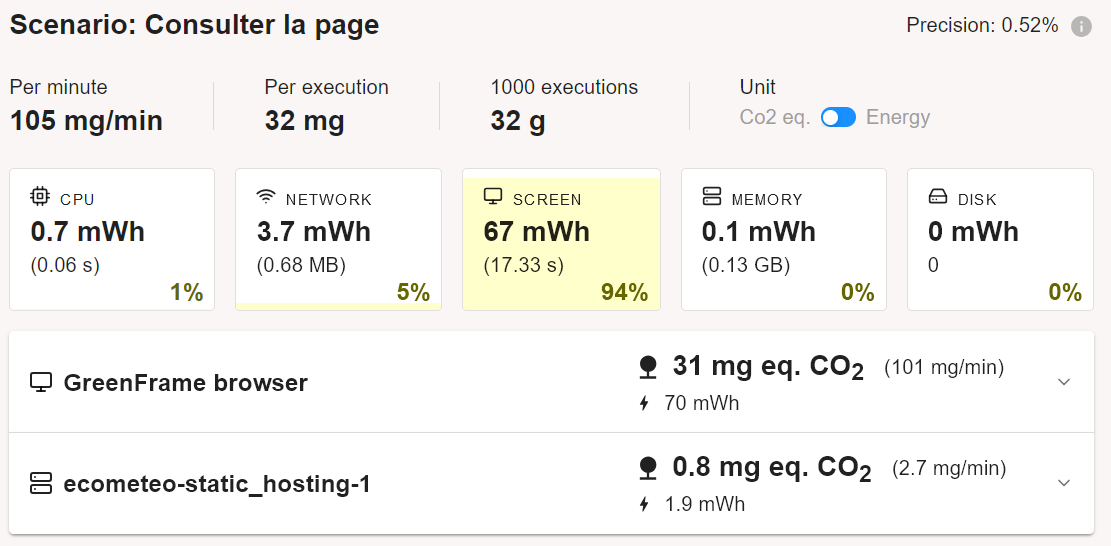 Scenario: Consulter la page
Precision: 0.52%
Per minute
105 mg/min
Per execution
32 mg
1000 executions
32 g
Unit
Co2 eq. Energy
CPU
0.7 mWh
(0.06 s)
1%
NETWORK
3.7 mWh
(0.68 MB)
5%
SCREEN
67 mWh
(17.33 s)
94%
MEMORY
0.1 mWh
(0.13 GB)
0%
DISK
0 mWh
0
0%
GreenFrame browser
31 mg eq. CO₂ (101 mg/min)
70 mWh
ecometeo-static_hosting-1
0.8 mg eq. CO₂ (2.7 mg/min)
1.9 mWh